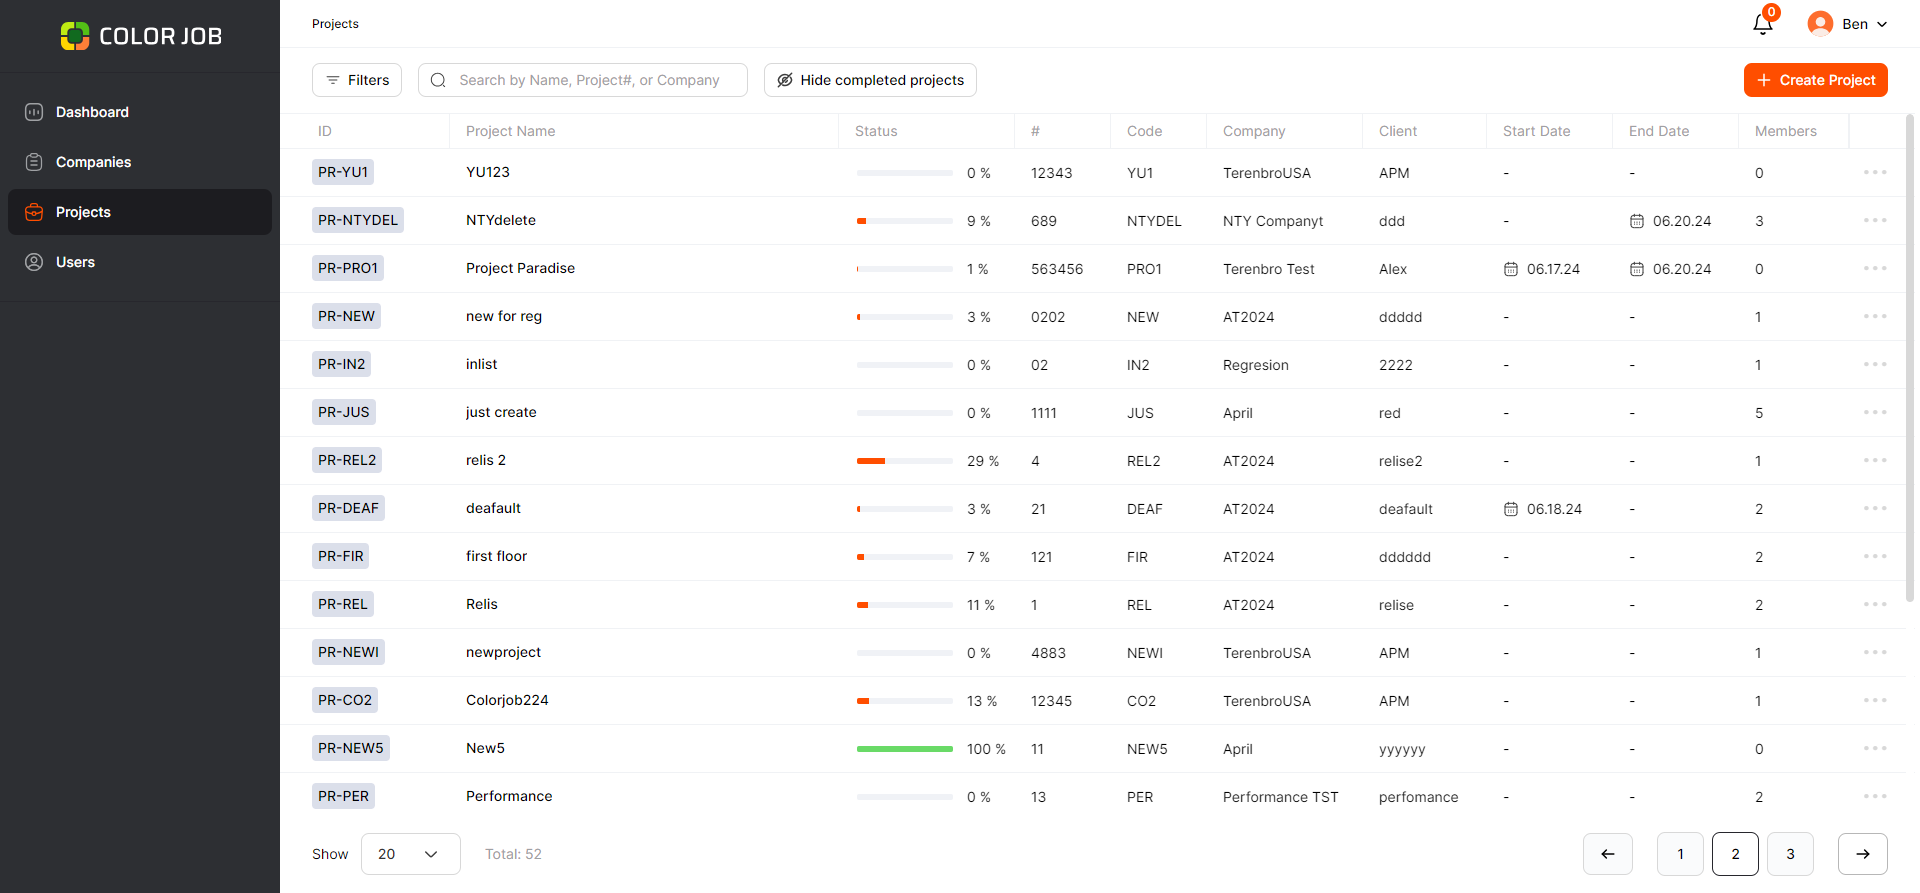 COLOR JOB
Dashboard
Companies
Projects
Users
Projects
0
Ben
Filters
Search by Name, Project#, or Company
Hide completed projects
+ Create Project
ID Project Name Status # Code Company Client Start Date End Date Members
PR-YU1 YU123 0 % 12343 YU1 TerenbroUSA APM - - 0
PR-NTYDEL NTYdelete 9 % 689 NTYDEL NTY Companyt ddd - 06.20.24 3
PR-PRO1 Project Paradise 1 % 563456 PRO1 Terenbro Test Alex 06.17.24 06.20.24 0
PR-NEW new for reg 3 % 0202 NEW AT2024 ddddd - - 1
PR-IN2 inlist 0 % 02 IN2 Regresion 2222 - - 1
PR-JUS just create 0 % 1111 JUS April red - - 5
PR-REL2 relis 2 29 % 4 REL2 AT2024 relise2 - - 1
PR-DEAF deafault 3 % 21 DEAF AT2024 deafault 06.18.24 - 2
PR-FIR first floor 7 % 121 FIR AT2024 dddddd - - 2
PR-REL Relis 11 % 1 REL AT2024 relise - - 2
PR-NEWI newproject 0 % 4883 NEWI TerenbroUSA APM - - 1
PR-CO2 Colorjob224 13 % 12345 CO2 TerenbroUSA APM - - 1
PR-NEW5 New5 100 % 11 NEW5 April yyyyyy - - 0
PR-PER Performance 0 % 13 PER Performance TST perfomance - - 2
Show 20 Total: 52
← 1 2 3 →